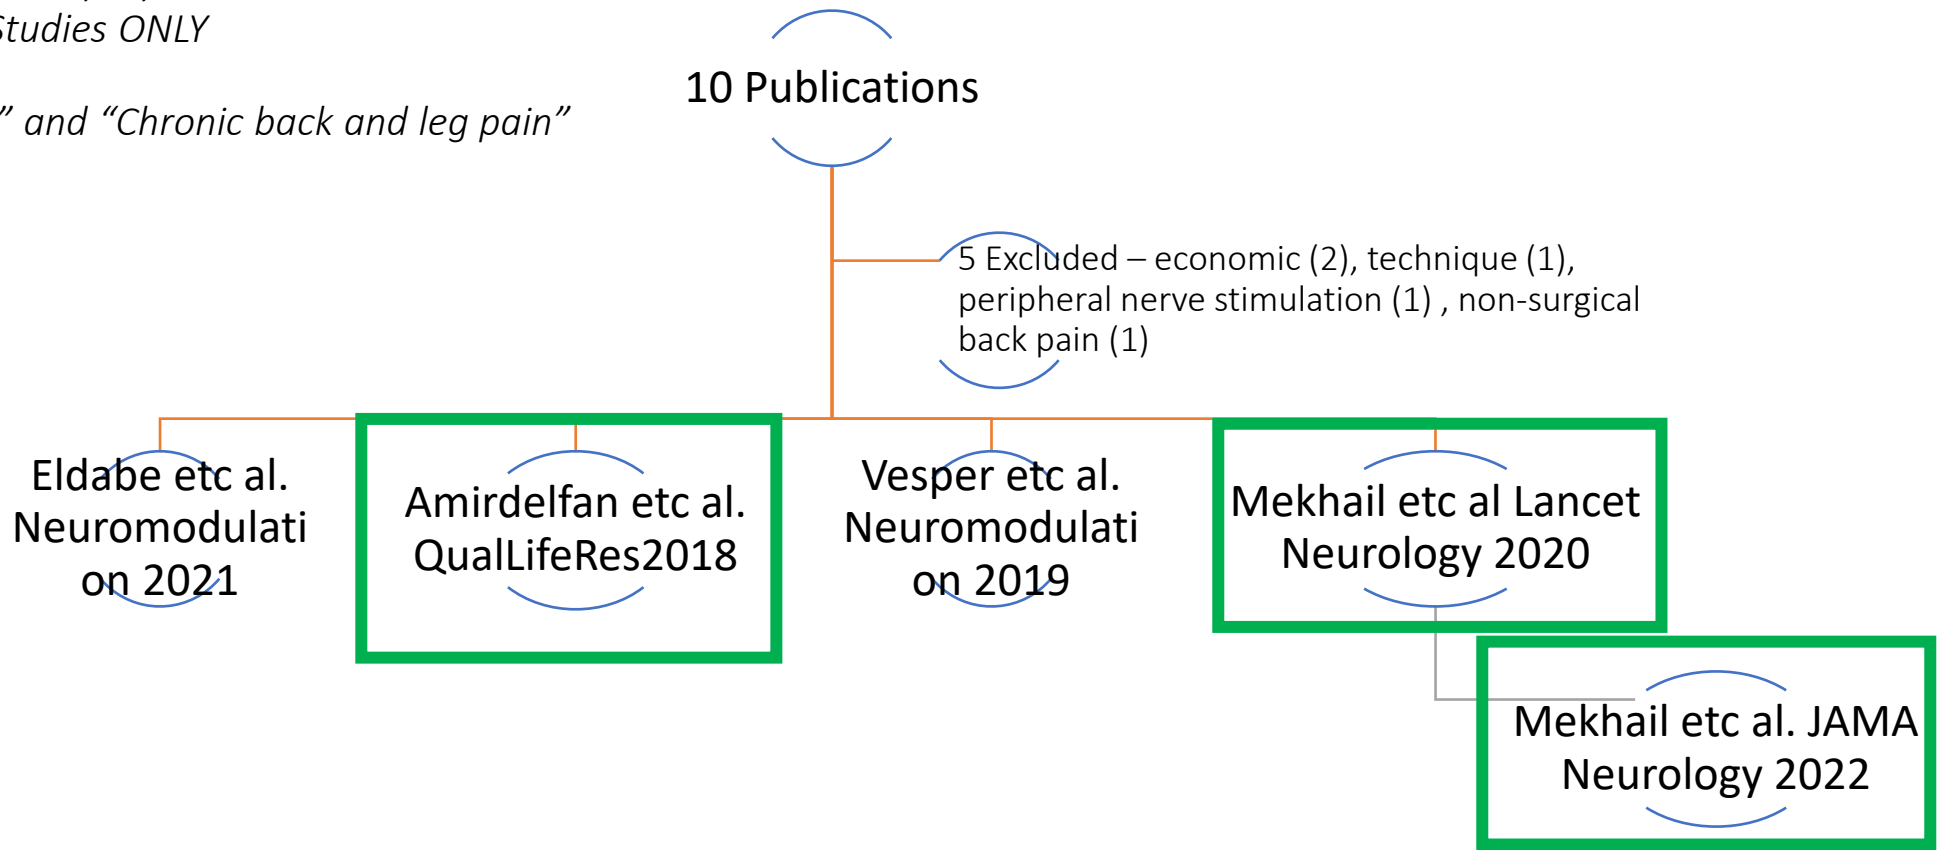 Studies ONLY
” and “Chronic back and leg pain”
10 Publications
5 Excluded – economic (2), technique (1),
peripheral nerve stimulation (1) , non-surgical
back pain (1)
Eldabe etc al.
Neuromodulati
on 2021
Amirdelfan etc al.
QualLifeRes2018
Vesper etc al.
Neuromodulati
on 2019
Mekhail etc al Lancet
Neurology 2020
Mekhail etc al. JAMA
Neurology 2022